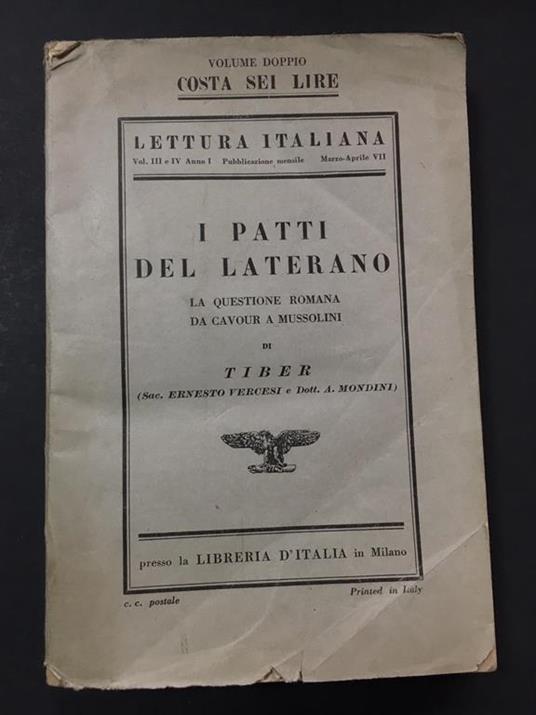 VOLUME DOPPIO
COSTA SEI LIRE
LETTURA ITALIANA
Vol. III e IV Anno I Pubblicazione mensile Marzo-Aprile VII
I PATTI
DEL LATERANO
LA QUESTIONE ROMANA
DA CAVOUR A MUSSOLINI
DI
TIBER
(Sac. ERNESTO VERCESI e Dott. A. MONDINI)
presso la LIBRERIA D'ITALIA in Milano
c. c. postale Printed in Italy